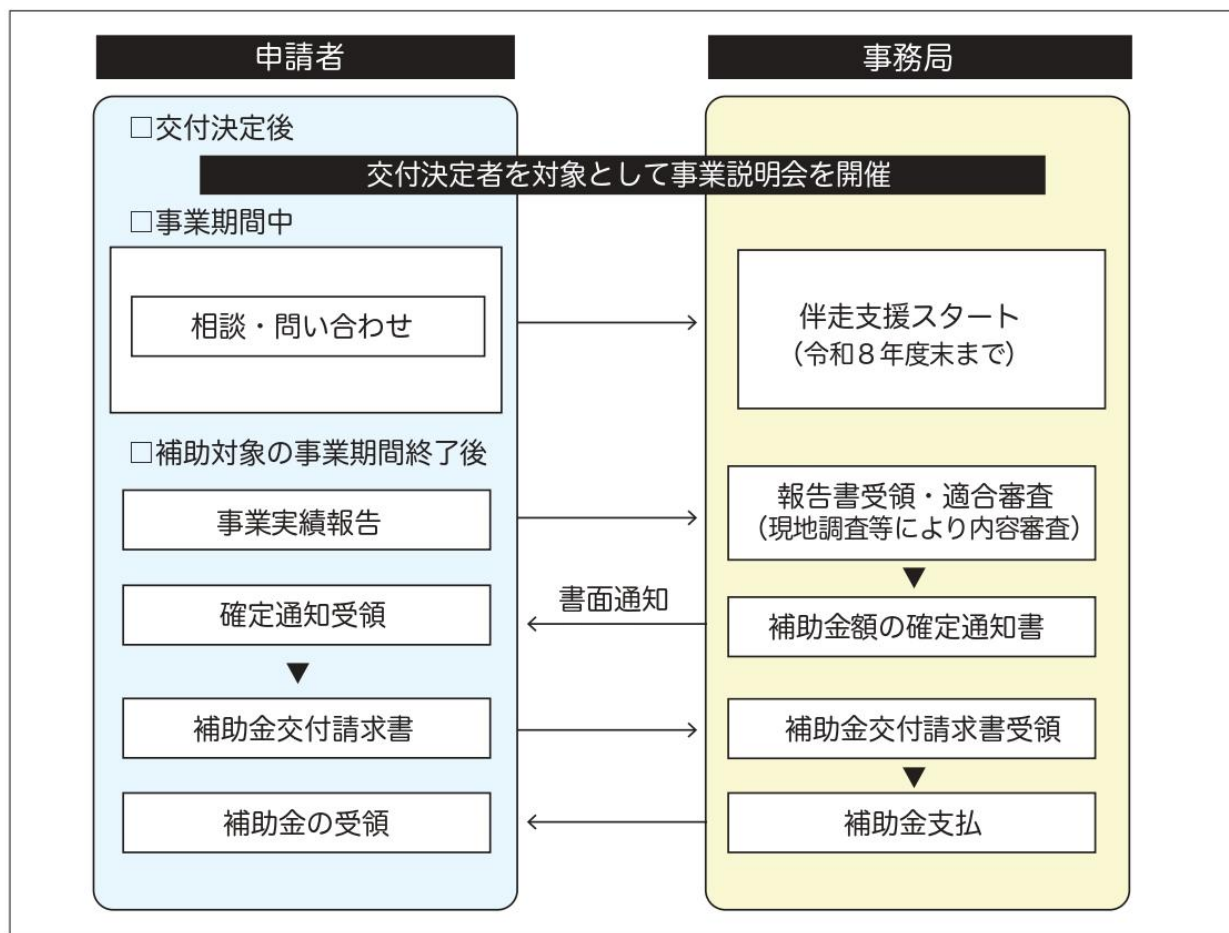 申請者
事務局
□交付決定後
交付決定者を対象として事業説明会を開催
□事業期間中
相談・問い合わせ
伴走支援スタート
（令和８年度末まで）
□補助対象の事業期間終了後
事業実績報告
報告書受領・適合審査
（現地調査等により内容審査）
▼
確定通知受領
書面通知
補助金額の確定通知書
▼
補助金交付請求書
補助金交付請求書受領
▼
補助金の受領
補助金支払